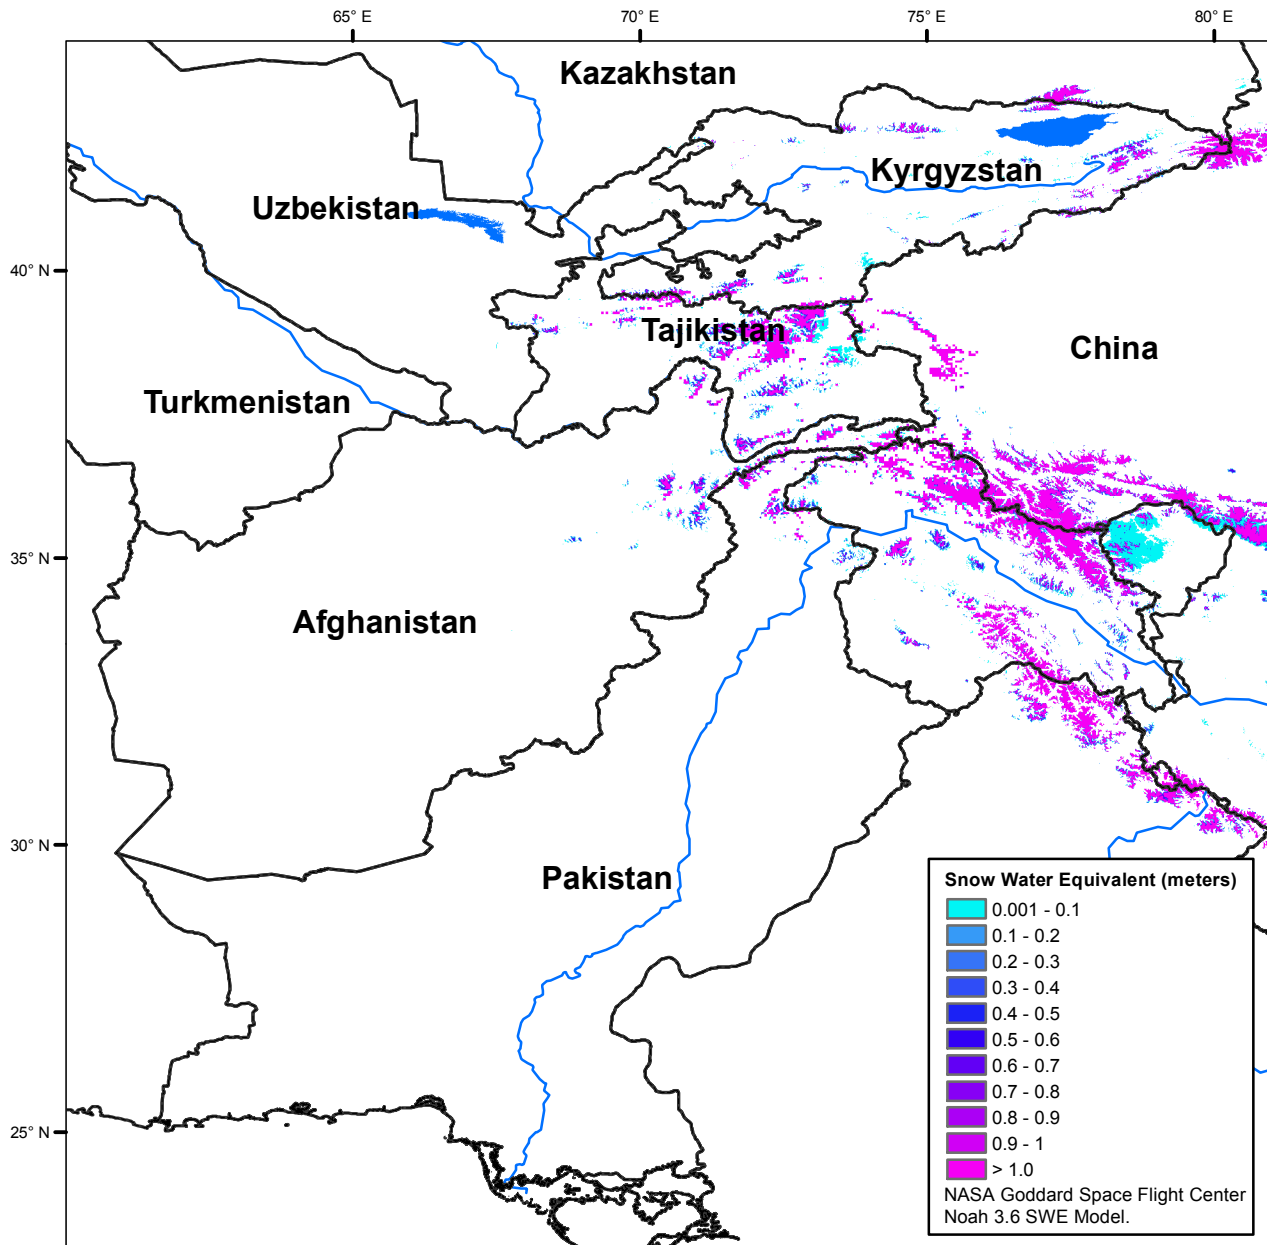 65° E
70° E
75° E
80° E
Kazakhstan
Kyrgyzstan
Uzbekistan
40° N
Tajikistan
China
Turkmenistan
35° N
Afghanistan
30° N
Pakistan
25° N
Snow Water Equivalent (meters)
0.001 - 0.1
0.1 - 0.2
0.2 - 0.3
0.3 - 0.4
0.4 - 0.5
0.5 - 0.6
0.6 - 0.7
0.7 - 0.8
0.8 - 0.9
0.9 - 1
> 1.0
NASA Goddard Space Flight Center
Noah 3.6 SWE Model.